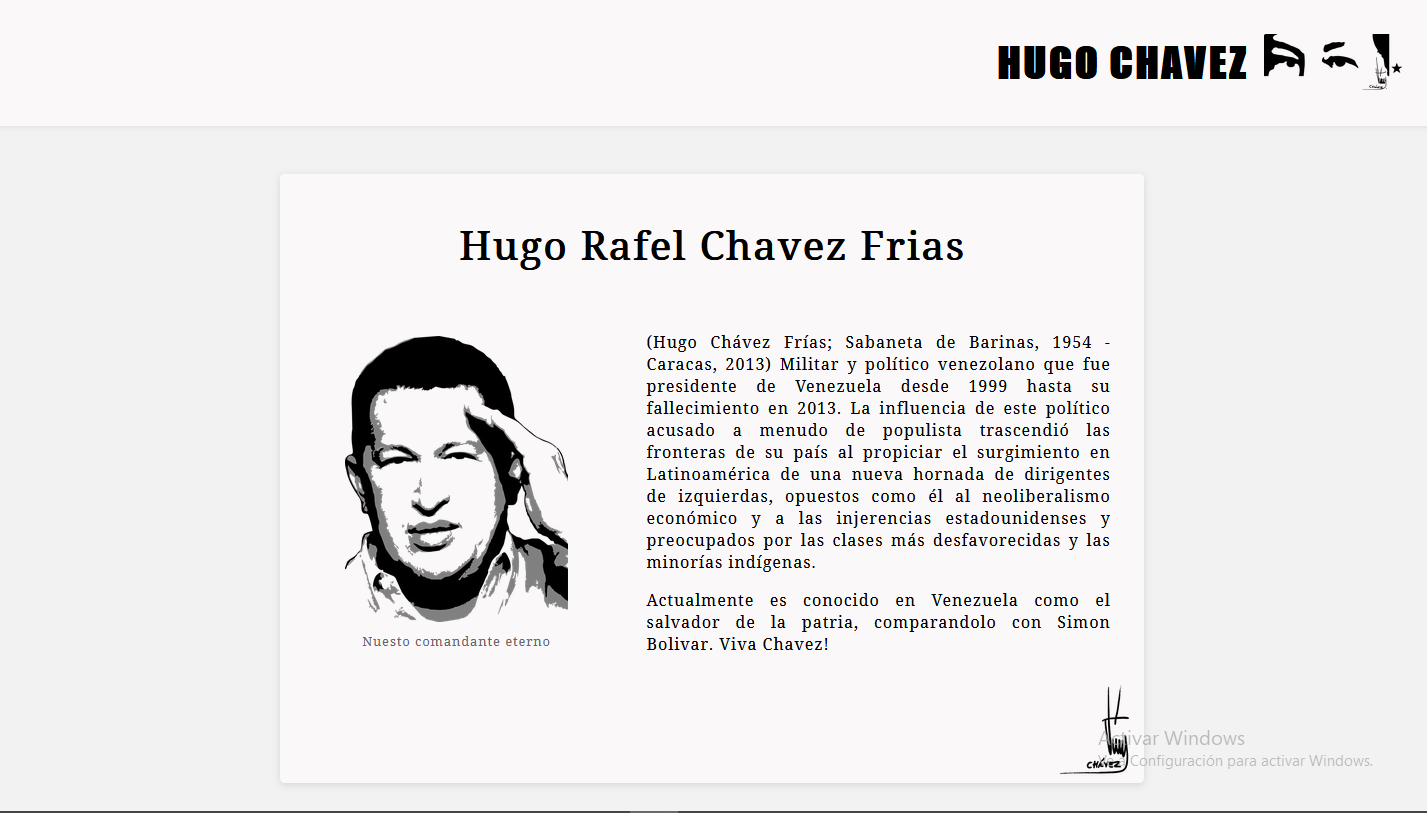 HUGO CHAVEZ
Hugo Rafel Chavez Frias
(Hugo Chávez Frías; Sabaneta de Barinas, 1954 -
Caracas, 2013) Militar y político venezolano que fue
presidente de Venezuela desde 1999 hasta su
fallecimiento en 2013. La influencia de este político
acusado a menudo de populista trascendió las
fronteras de su país al propiciar el surgimiento en
Latinoamérica de una nueva hornada de dirigentes
de izquierdas, opuestos como él al neoliberalismo
económico y a las injerencias estadounidenses y
preocupados por las clases más desfavorecidas y las
minorías indígenas.
Actualmente es conocido en Venezuela como el
salvador de la patria, comparandolo con Simon
Bolivar. Viva Chavez!
Nuesto comandante eterno
CHÁVEZ
Activar Windows
Configuración para activar Windows.